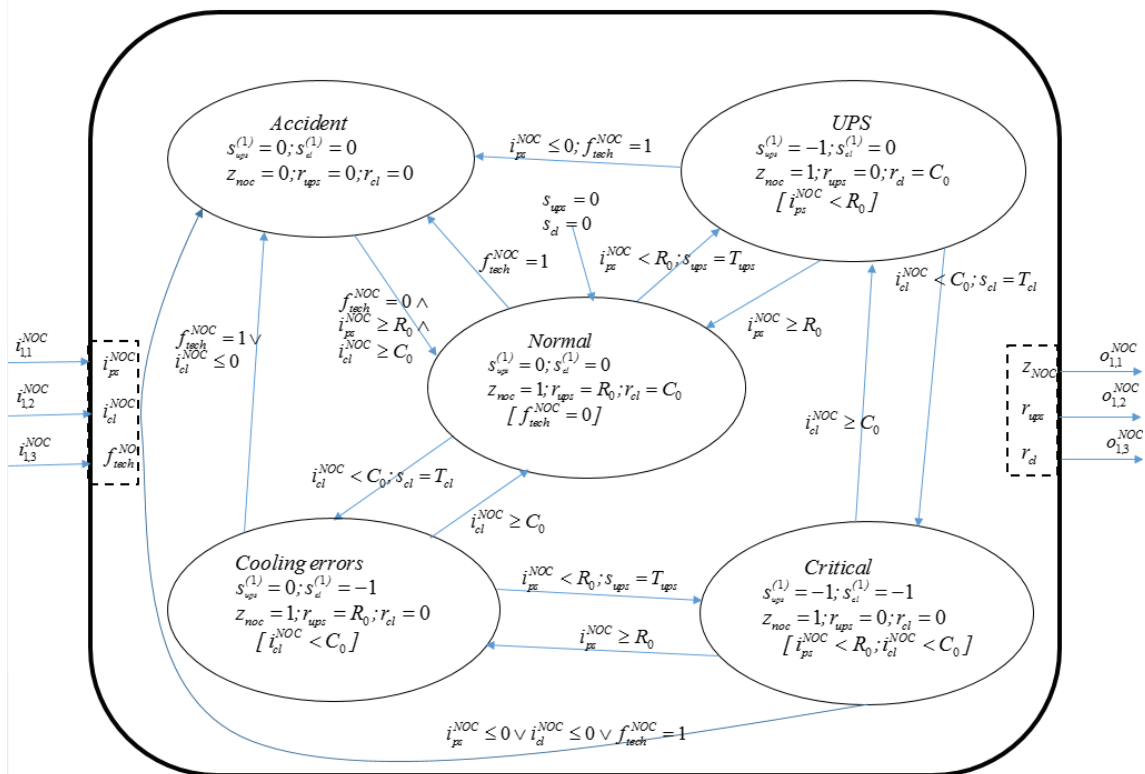 Accident
s_ups^(1) = 0; s_cl^(1) = 0
z_noc = 0; r_ups = 0; r_cl = 0
UPS
s_ups^(1) = −1; s_cl^(1) = 0
z_noc = 1; r_ups = 0; r_cl = C_0
[ i_ps^NOC < R_0 ]
i_ps^NOC ≤ 0; f_tech^NOC = 1
s_ups = 0
s_cl = 0
f_tech^NOC = 1
i_ps^NOC < R_0; s_ups = T_ups
i_cl^NOC < C_0; s_cl = T_cl
f_tech^NOC = 0 ∧
i_ps^NOC ≥ R_0 ∧
i_cl^NOC ≥ C_0
i_ps^NOC ≥ R_0
f_tech^NOC = 1 ∨
i_cl^NOC ≤ 0
Normal
s_ups^(1) = 0; s_cl^(1) = 0
z_noc = 1; r_ups = R_0; r_cl = C_0
[ f_tech^NOC = 0 ]
i_1,1^NOC
i_1,2^NOC
i_1,3^NOC
i_ps^NOC
i_cl^NOC
f_tech^NO
z_NOC
r_ups
r_cl
o_1,1^NOC
o_1,2^NOC
o_1,3^NOC
i_cl^NOC ≥ C_0
i_cl^NOC < C_0; s_cl = T_cl
i_cl^NOC ≥ C_0
Cooling errors
s_ups^(1) = 0; s_cl^(1) = −1
z_noc = 1; r_ups = R_0; r_cl = 0
[ i_cl^NOC < C_0 ]
i_ps^NOC < R_0; s_ups = T_ups
i_ps^NOC ≥ R_0
Critical
s_ups^(1) = −1; s_cl^(1) = −1
z_noc = 1; r_ups = 0; r_cl = 0
[ i_ps^NOC < R_0; i_cl^NOC < C_0 ]
i_ps^NOC ≤ 0 ∨ i_cl^NOC ≤ 0 ∨ f_tech^NOC = 1